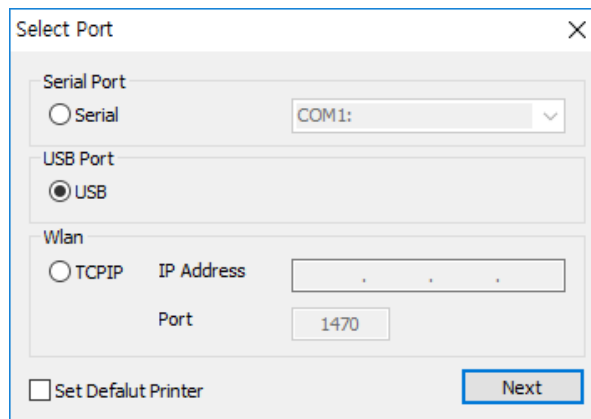 Select Port
Serial Port
Serial COM1:
USB Port
USB
Wlan
TCPIP IP Address . . .
Port 1470
Set Defalut Printer Next